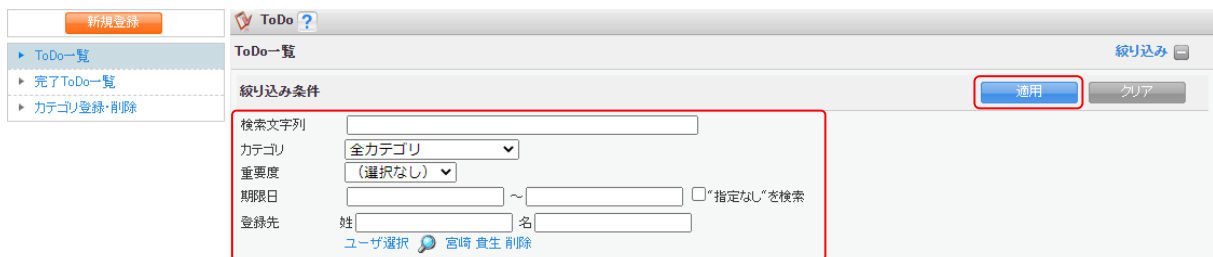 新規登録
ToDo一覧
完了ToDo一覧
カテゴリ登録・削除
ToDo ?
ToDo一覧 絞り込み
絞り込み条件 適用 クリア
検索文字列
カテゴリ 全カテゴリ
重要度 (選択なし)
期限日 ～ "指定なし"を検索
登録先 姓 名
ユーザ選択 宮崎 貴生 削除